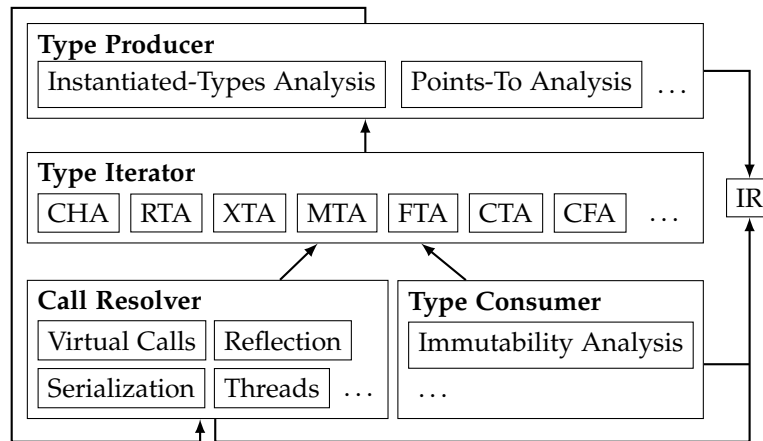 Type Producer
Instantiated-Types Analysis Points-To Analysis ...
Type Iterator
CHA RTA XTA MTA FTA CTA CFA ...
IR
Call Resolver
Virtual Calls Reflection
Serialization Threads ...
Type Consumer
Immutability Analysis
...